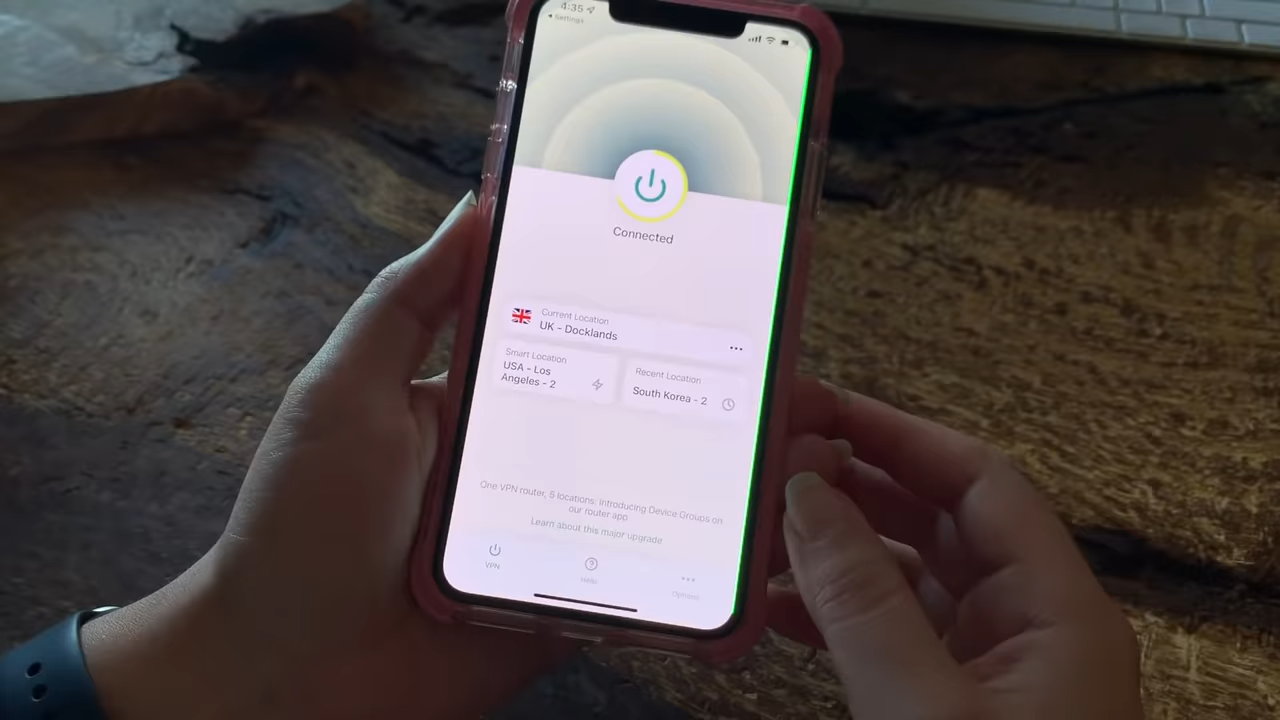 4:35
Settings
Connected
Current Location
UK - Docklands
Smart Location
USA - Los
Angeles - 2
Recent Location
South Korea - 2
One VPN router, 5 locations. Introducing Device Groups on
our router app
Learn about this major upgrade
VPN
Help
Options